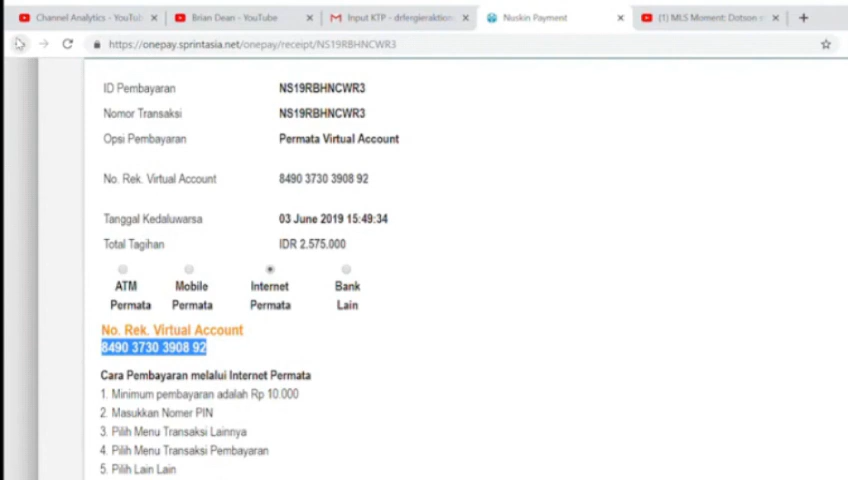 Channel Analytics - YouTub
Brian Dean - YouTube
Input KTP - drfengieraktion
Nuskin Payment
(1) MLS Moment: Dotson
https://onepay.sprintasia.net/onepay/receipt/NS19RBHNCWR3
ID Pembayaran NS19RBHNCWR3
Nomor Transaksi NS19RBHNCWR3
Opsi Pembayaran Permata Virtual Account
No. Rek. Virtual Account 8490 3730 3908 92
Tanggal Kedaluwarsa 03 June 2019 15:49:34
Total Tagihan IDR 2.575.000
ATM Mobile Internet Bank
Permata Permata Permata Lain
No. Rek. Virtual Account
8490 3730 3908 92
Cara Pembayaran melalui Internet Permata
1. Minimum pembayaran adalah Rp 10.000
2. Masukkan Nomer PIN
3. Pilih Menu Transaksi Lainnya
4. Pilih Menu Transaksi Pembayaran
5. Pilih Lain Lain